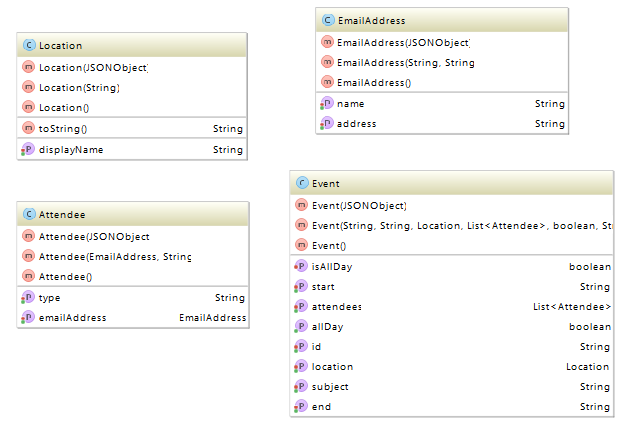 Location
Location(JSONObject)
Location(String)
Location()
toString() String
displayName String
EmailAddress
EmailAddress(JSONObject)
EmailAddress(String, String
EmailAddress()
name String
address String
Attendee
Attendee(JSONObject
Attendee(EmailAddress, String
Attendee()
type String
emailAddress EmailAddress
Event
Event(JSONObject)
Event(String, String, Location, List<Attendee>, boolean, St
Event()
isAllDay boolean
start String
attendees List<Attendee>
allDay boolean
id String
location Location
subject String
end String